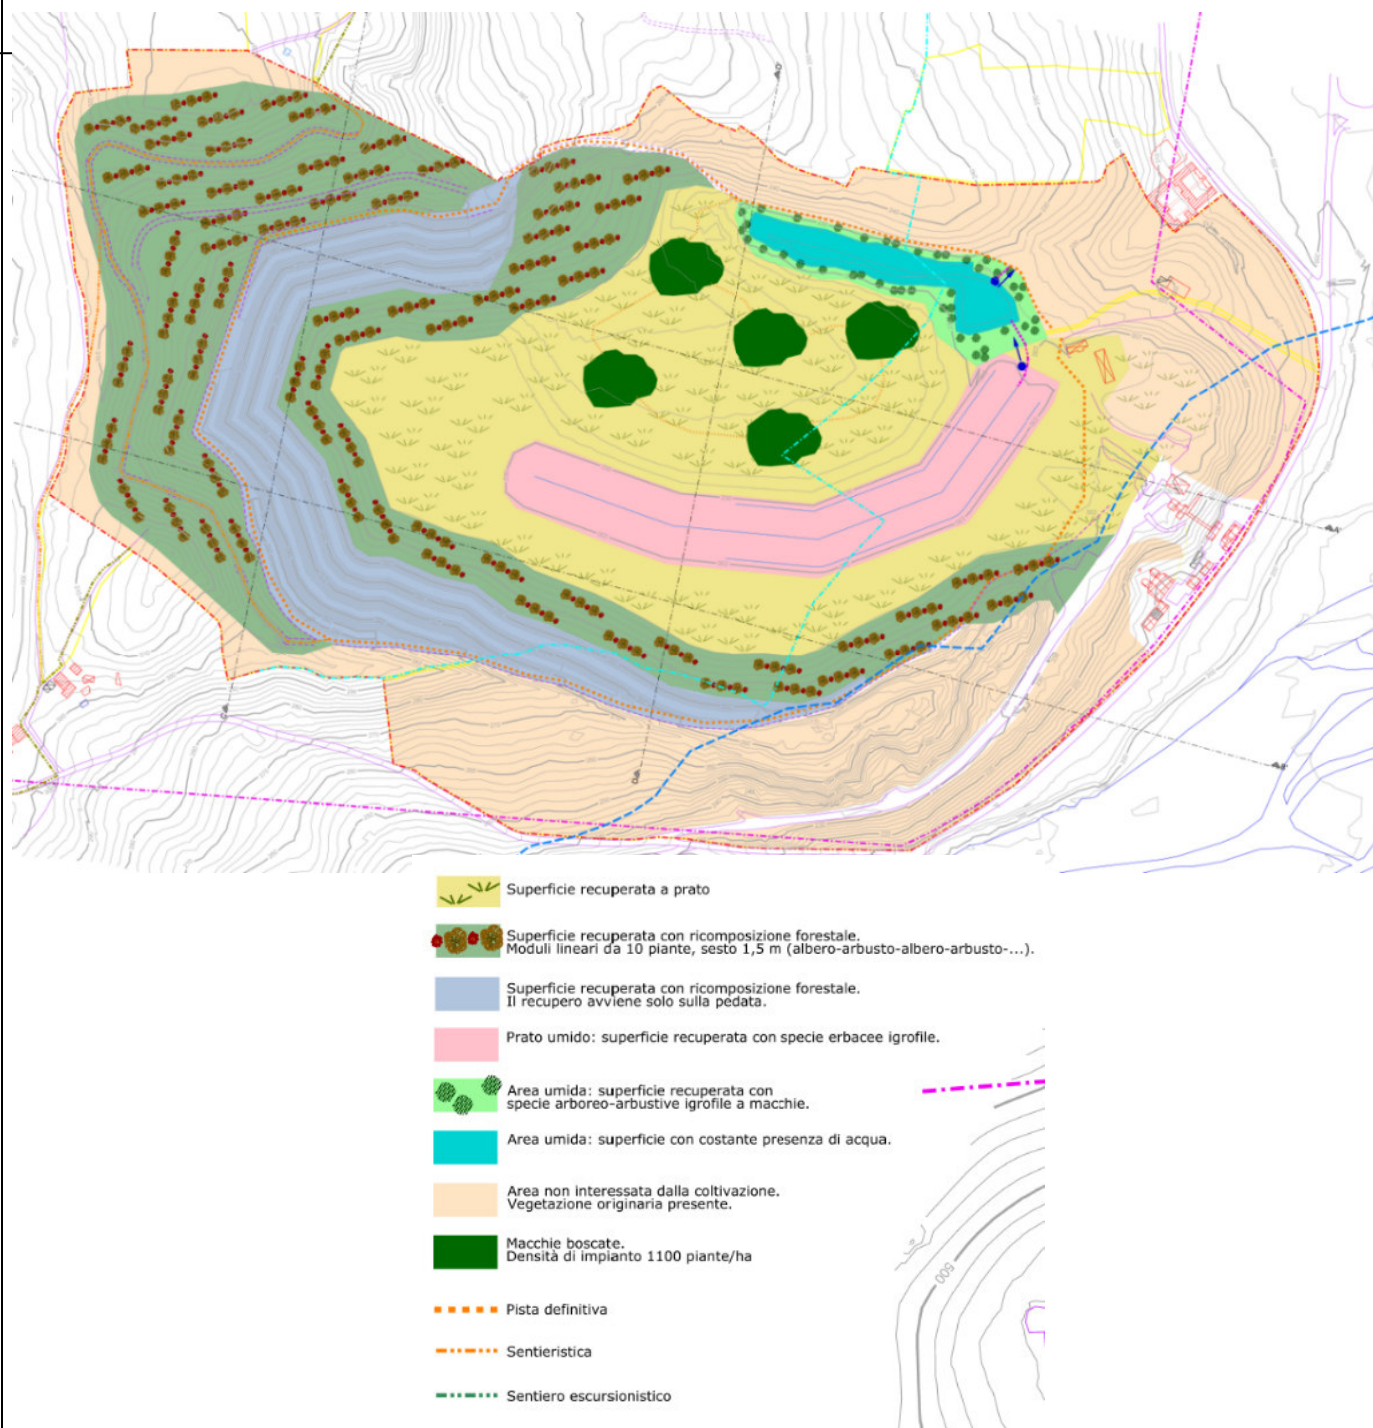 Superficie recuperata a prato
Superficie recuperata con ricomposizione forestale.
Moduli lineari da 10 piante, sesto 1,5 m (albero-arbusto-albero-arbusto-...).
Superficie recuperata con ricomposizione forestale.
Il recupero avviene solo sulla pedata.
Prato umido: superficie recuperata con specie erbacee igrofile.
Area umida: superficie recuperata con
specie arboreo-arbustive igrofile a macchie.
Area umida: superficie con costante presenza di acqua.
Area non interessata dalla coltivazione.
Vegetazione originaria presente.
Macchie boscate.
Densità di impianto 1100 piante/ha
500
Pista definitiva
Sentieristica
Sentiero escursionistico